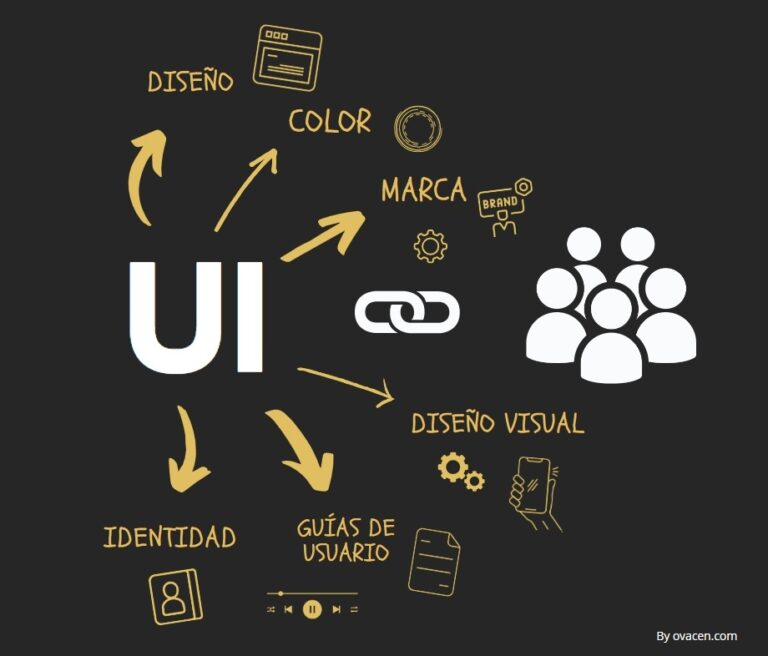 DISEÑO
COLOR
MARCA
BRAND
UI
DISEÑO VISUAL
IDENTIDAD
GUÍAS DE
USUARIO
By ovacen.com